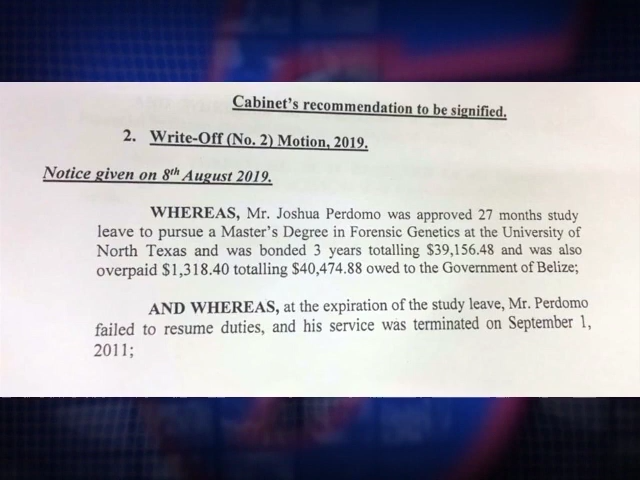 Cabinet's recommendation to be signified.
2. Write-Off (No. 2) Motion, 2019.
Notice given on 8th August 2019.
WHEREAS, Mr. Joshua Perdomo was approved 27 months study
leave to pursue a Master's Degree in Forensic Genetics at the University of
North Texas and was bonded 3 years totalling $39,156.48 and was also
overpaid $1,318.40 totalling $40,474.88 owed to the Government of Belize;
AND WHEREAS, at the expiration of the study leave, Mr. Perdomo
failed to resume duties, and his service was terminated on September 1,
2011;